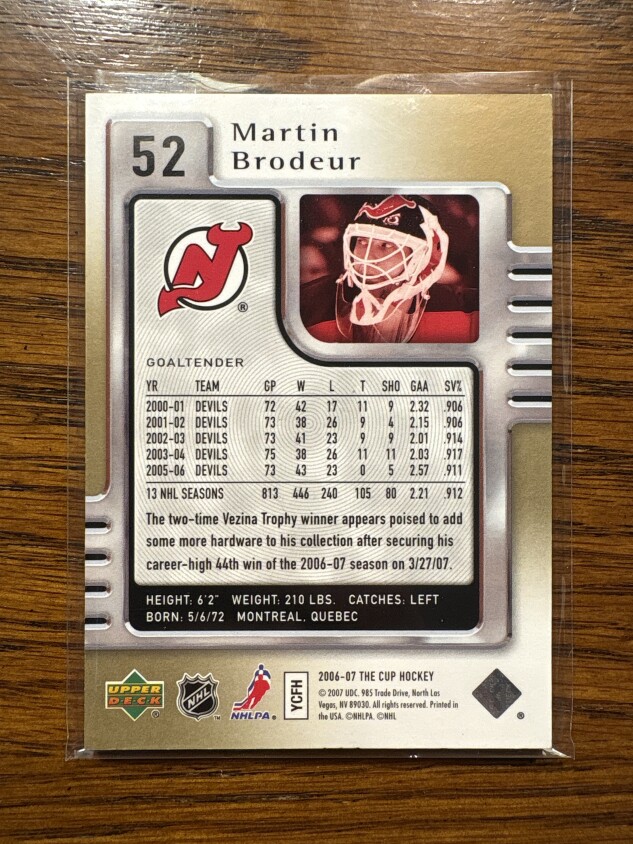 52
Martin
Brodeur
N
®
GOALTENDER
YR TEAM GP W L T SHO GAA SV%
2000-01 DEVILS 72 42 17 11 9 2.32 .906
2001-02 DEVILS 73 38 26 9 4 2.15 .906
2002-03 DEVILS 73 41 23 9 9 2.01 .914
2003-04 DEVILS 75 38 26 11 11 2.03 .917
2005-06 DEVILS 73 43 23 0 5 2.57 .911
13 NHL SEASONS 813 446 240 105 80 2.21 .912
The two-time Vezina Trophy winner appears poised to add
some more hardware to his collection after securing his
career-high 44th win of the 2006-07 season on 3/27/07.
HEIGHT: 6'2" WEIGHT: 210 LBS. CATCHES: LEFT
BORN: 5/6/72 MONTREAL, QUEBEC
UPPER
DECK ®
NHL ™
NHLPA ®
YCFH
2006-07 THE CUP HOCKEY
© 2007 UDC. 985 Trade Drive, North Las
Vegas, NV 89030. All rights reserved. Printed in
the USA. ©NHLPA. ©NHL
®